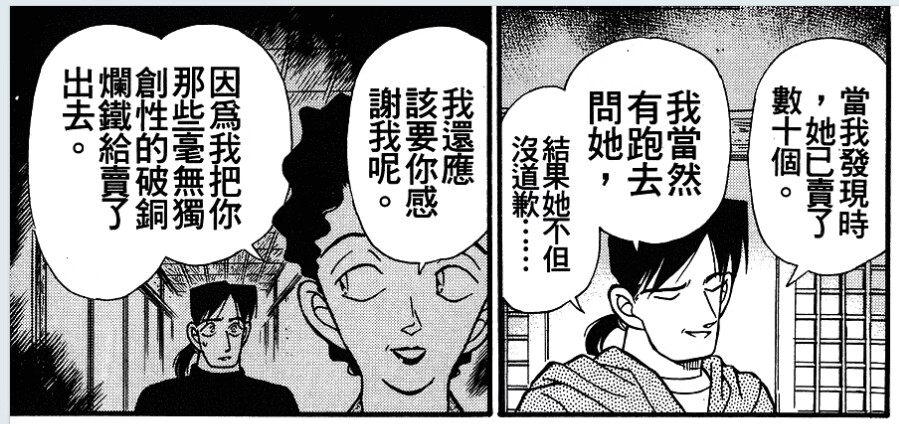 當我發現時
，她已賣了
數十個。
我當然
有跑去
問她，
結果她不但
沒道歉……
我還應
該要你感
謝我呢。
因為我把你
那些毫無獨
創性的破銅
爛鐵給賣了
出去。